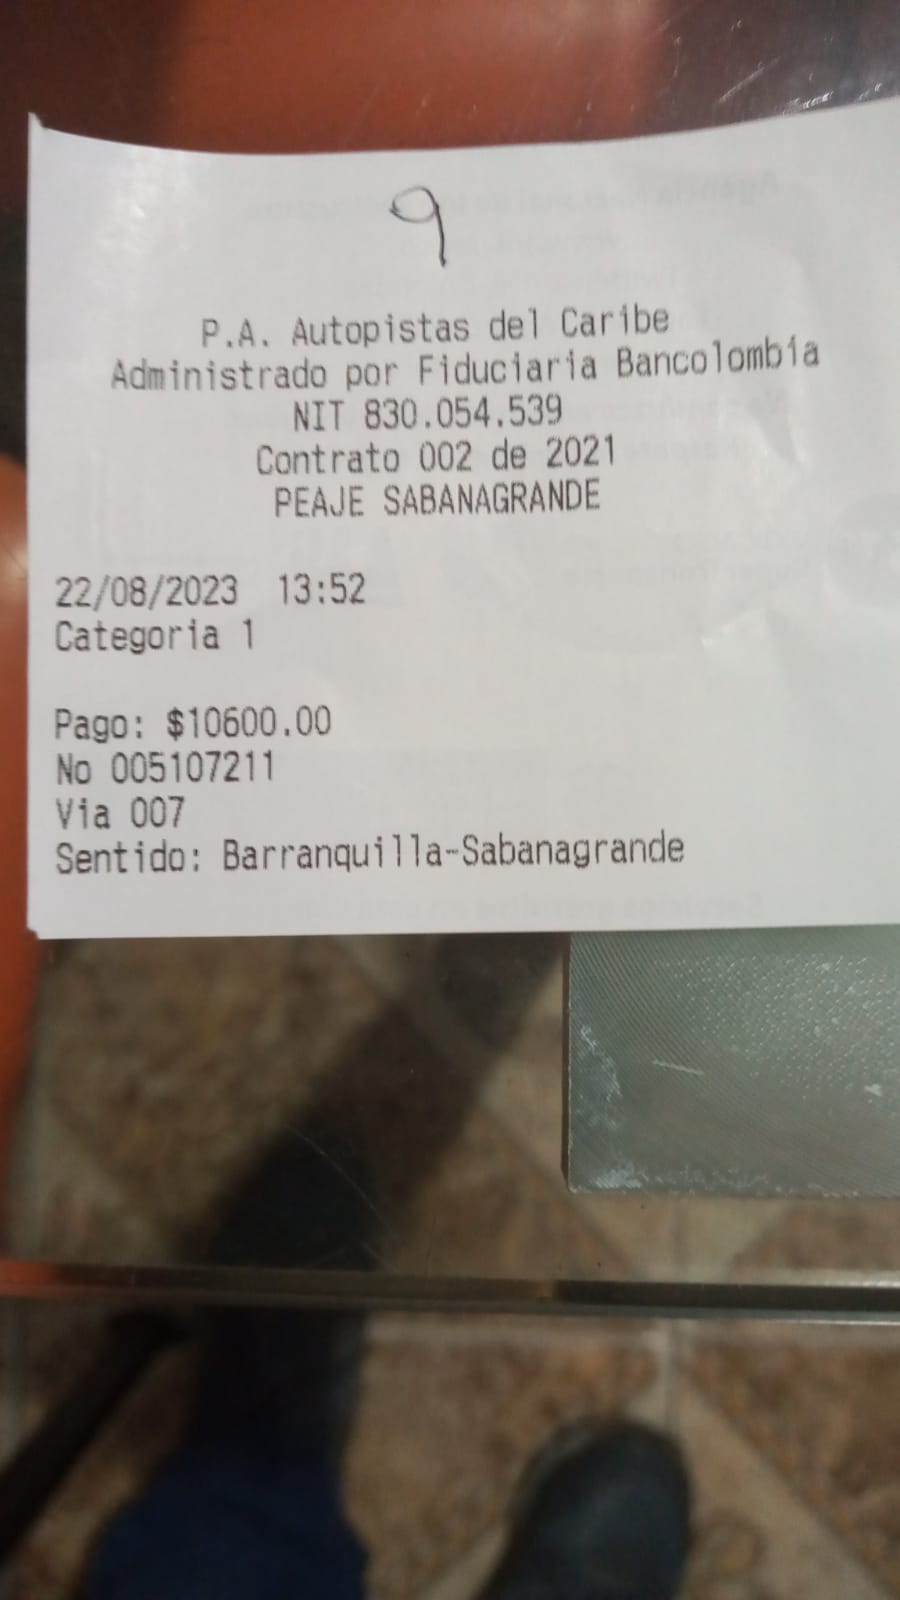 9
P.A. Autopistas del Caribe
Administrado por Fiduciaria Bancolombia
NIT 830.054.539
Contrato 002 de 2021
PEAJE SABANAGRANDE
22/08/2023 13:52
Categoria 1
Pago: $10600.00
No 005107211
Via 007
Sentido: Barranquilla-Sabanagrande